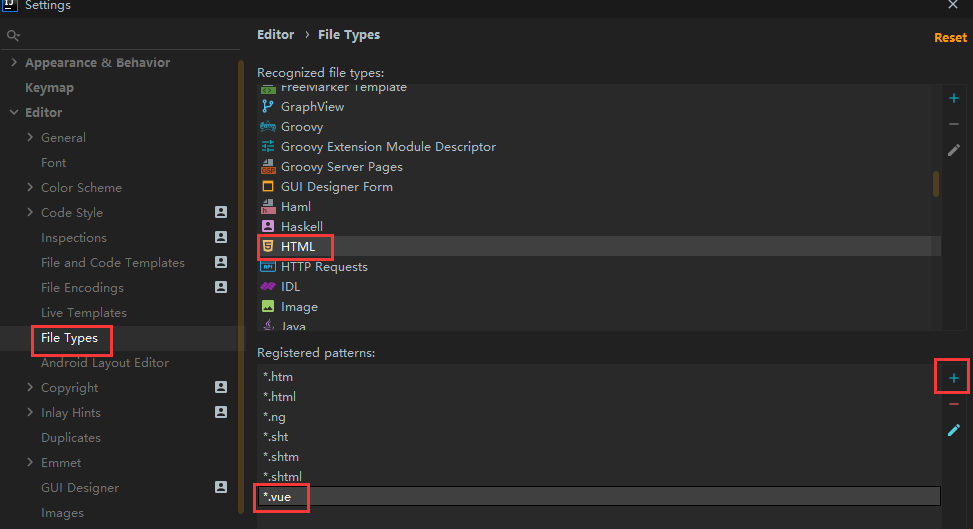 Settings
Appearance & Behavior
Keymap
Editor
General
Font
Color Scheme
Code Style
Inspections
File and Code Templates
File Encodings
Live Templates
File Types
Android Layout Editor
Copyright
Inlay Hints
Duplicates
Emmet
GUI Designer
Images
Editor › File Types
Reset
Recognized file types:
FreeMarker Template
GraphView
Groovy
Groovy Extension Module Descriptor
Groovy Server Pages
GUI Designer Form
Haml
Haskell
HTML
HTTP Requests
IDL
Image
Java
Registered patterns:
*.htm
*.html
*.ng
*.sht
*.shtm
*.shtml
*.vue